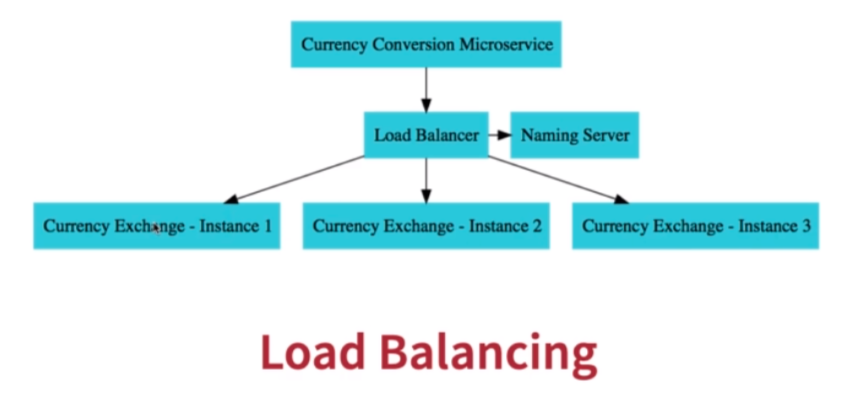 Currency Conversion Microservice
Load Balancer
Naming Server
Currency Exchange - Instance 1
Currency Exchange - Instance 2
Currency Exchange - Instance 3
Load Balancing